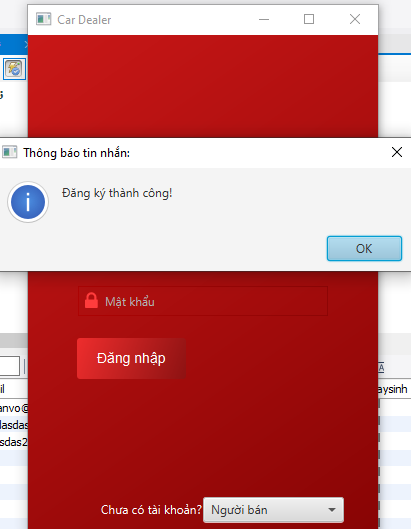 Car Dealer
Thông báo tin nhắn:
Đăng ký thành công!
OK
Mật khẩu
Đăng nhập
aysinh
Chưa có tài khoản?
Người bán